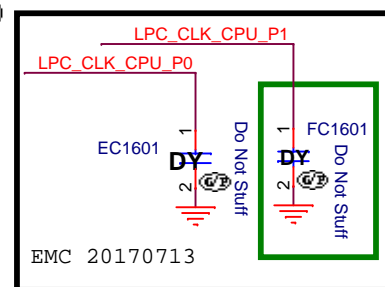 LPC_CLK_CPU_P1
LPC_CLK_CPU_P0
1
1
EC1601
FC1601
DY
DY
Do Not Stuff
Do Not Stuff
2
G/P
2
G/P
EMC 20170713